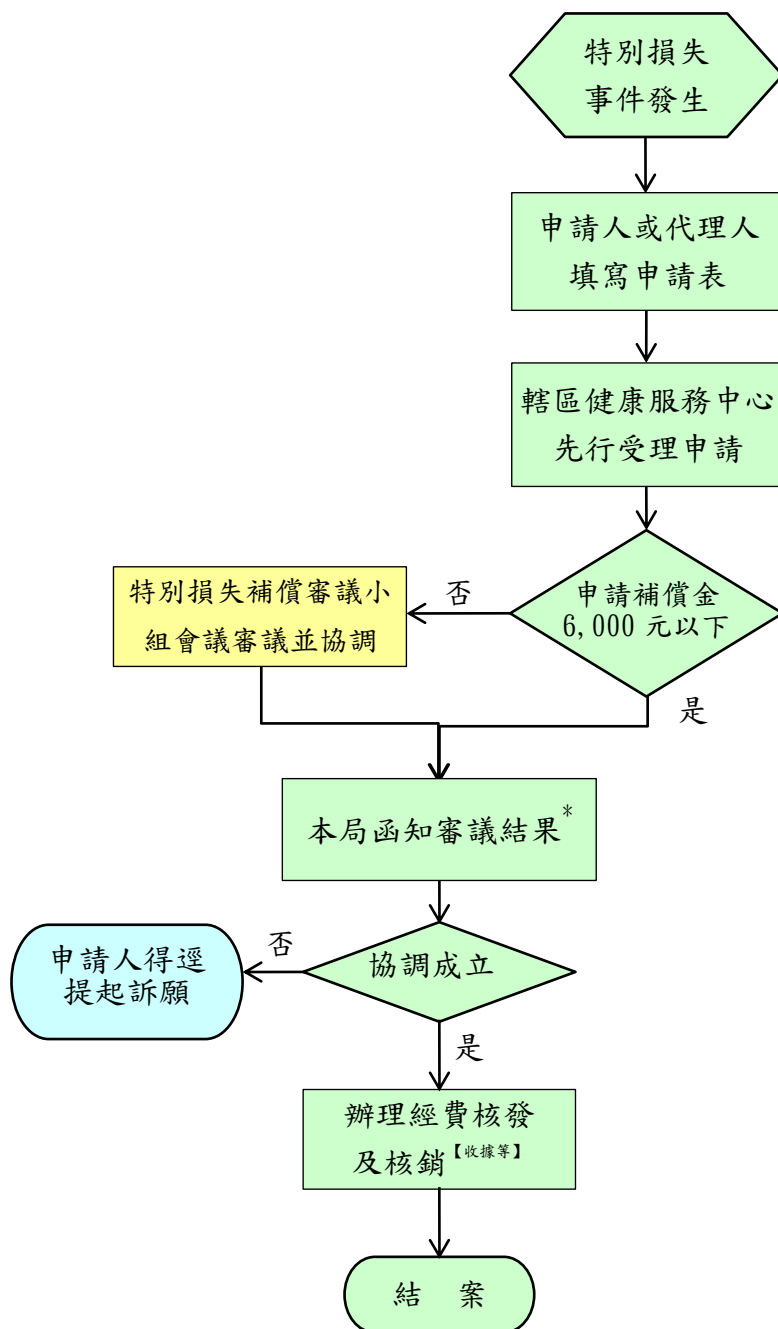 特別損失
事件發生
申請人或代理人
填寫申請表
轄區健康服務中心
先行受理申請
申請補償金
6,000 元以下
否
特別損失補償審議小
組會議審議並協調
是
本局函知審議結果*
協調成立
否
申請人得逕
提起訴願
是
辦理經費核發
及核銷【收據等】
結 案